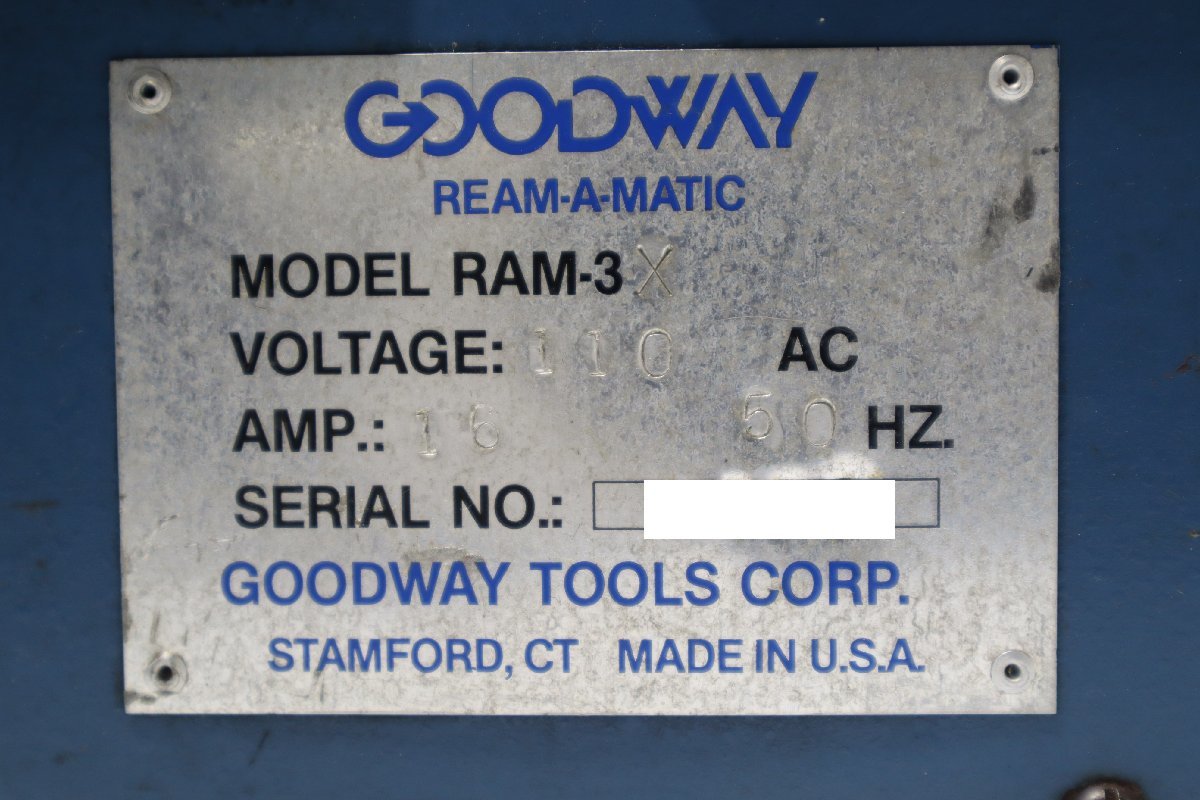 GOODWAY
REAM-A-MATIC
MODEL RAM-3X
VOLTAGE: 110 AC
AMP.: 16 50 HZ.
SERIAL NO.:
GOODWAY TOOLS CORP.
STAMFORD, CT MADE IN U.S.A.